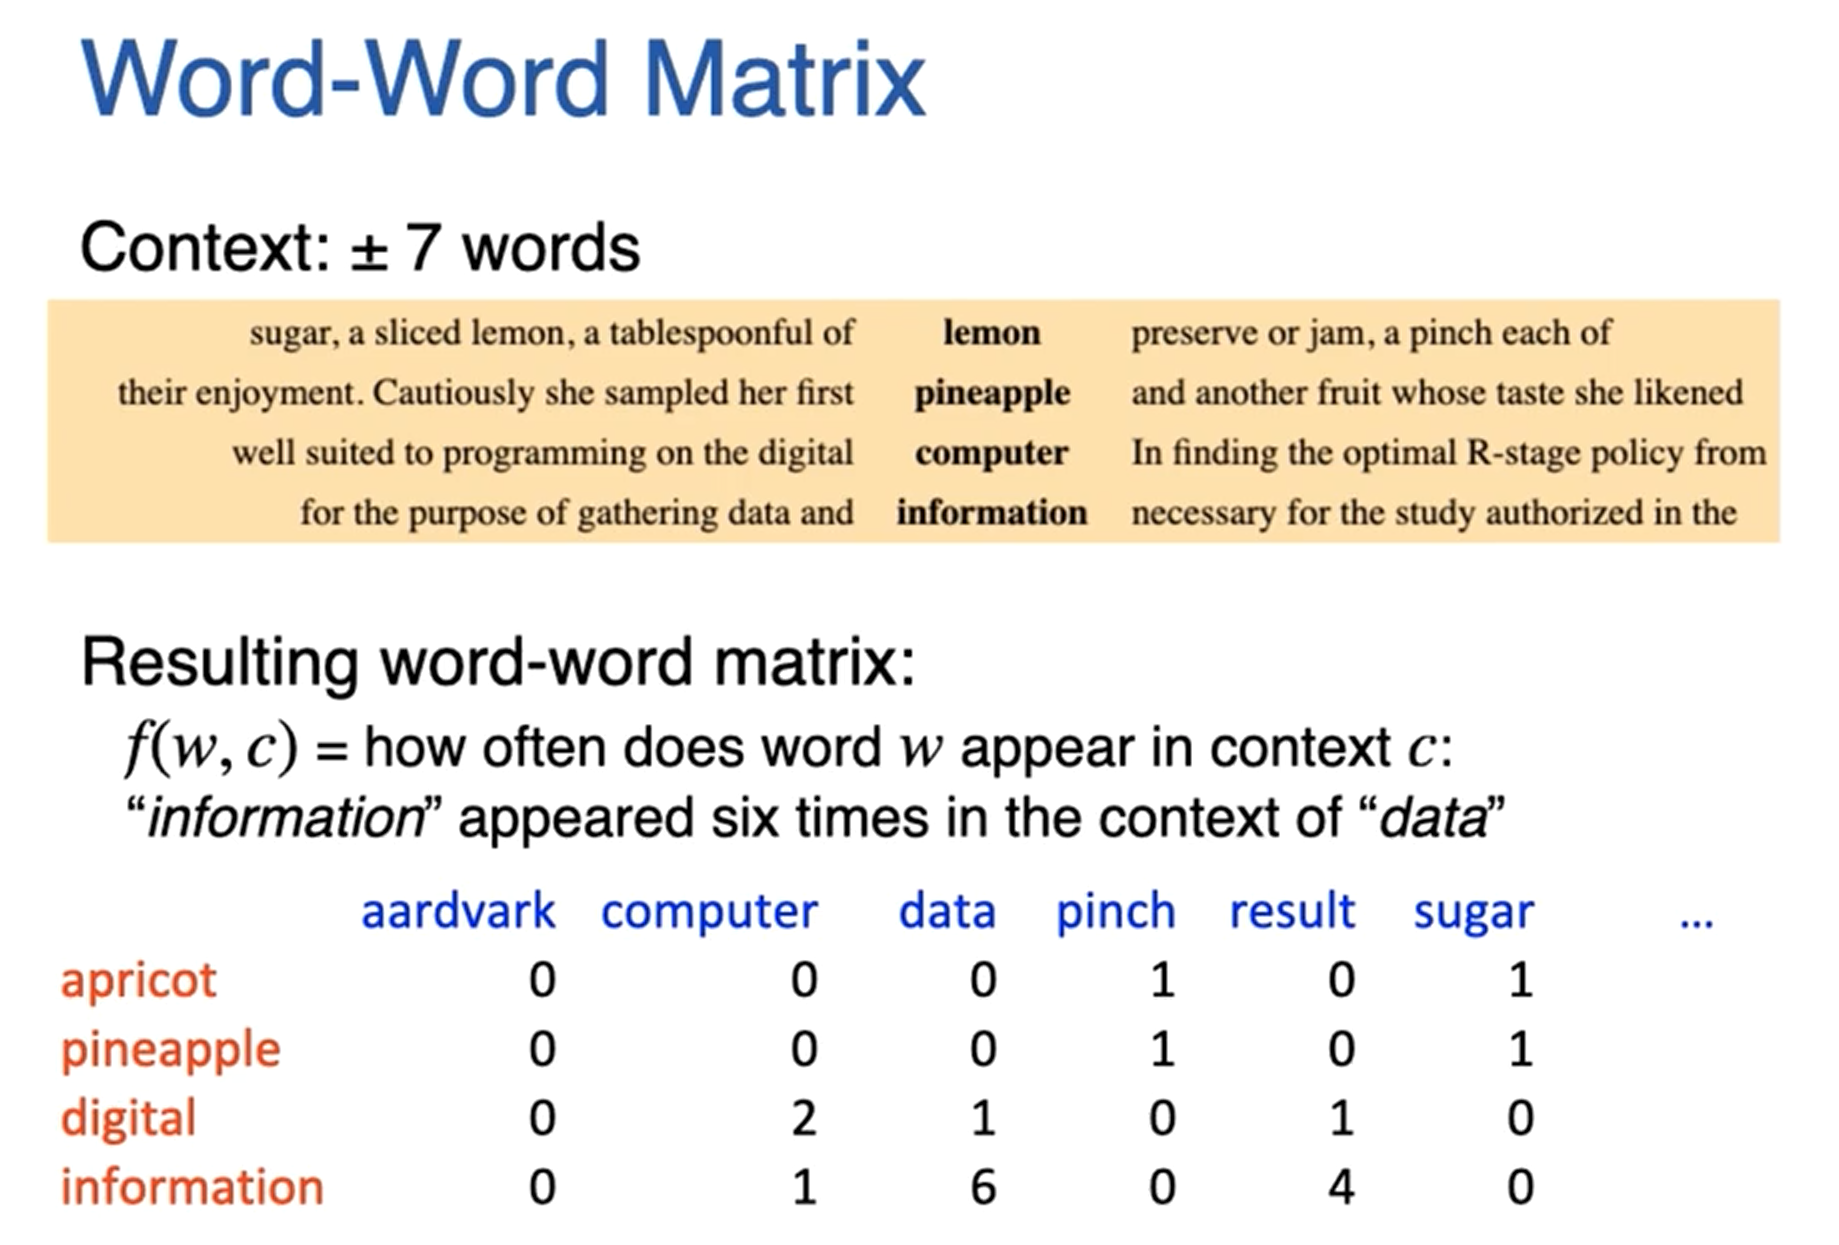 Word-Word Matrix
Context: ± 7 words
sugar, a sliced lemon, a tablespoonful of lemon preserve or jam, a pinch each of
their enjoyment. Cautiously she sampled her first pineapple and another fruit whose taste she likened
well suited to programming on the digital computer In finding the optimal R-stage policy from
for the purpose of gathering data and information necessary for the study authorized in the
Resulting word-word matrix:
f(w, c) = how often does word w appear in context c:
“information” appeared six times in the context of “data”
aardvark computer data pinch result sugar ...
apricot 0 0 0 1 0 1
pineapple 0 0 0 1 0 1
digital 0 2 1 0 1 0
information 0 1 6 0 4 0